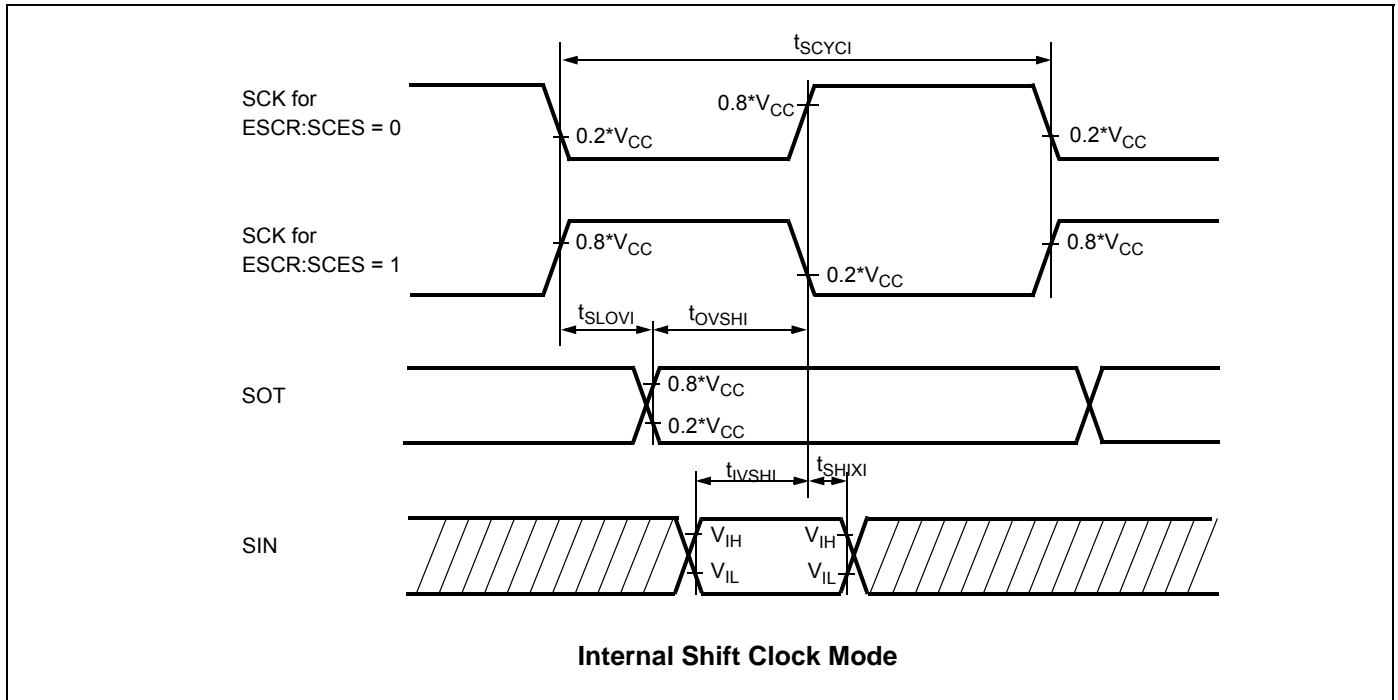 tSCYCI
SCK for
ESCR:SCES = 0
0.8*VCC
0.2*VCC
0.2*VCC
SCK for
ESCR:SCES = 1
0.8*VCC
0.8*VCC
0.2*VCC
tSLOVI
tOVSHI
SOT
0.8*VCC
0.2*VCC
tIVSHI
tSHIXI
SIN
VIH
VIH
VIL
VIL
Internal Shift Clock Mode